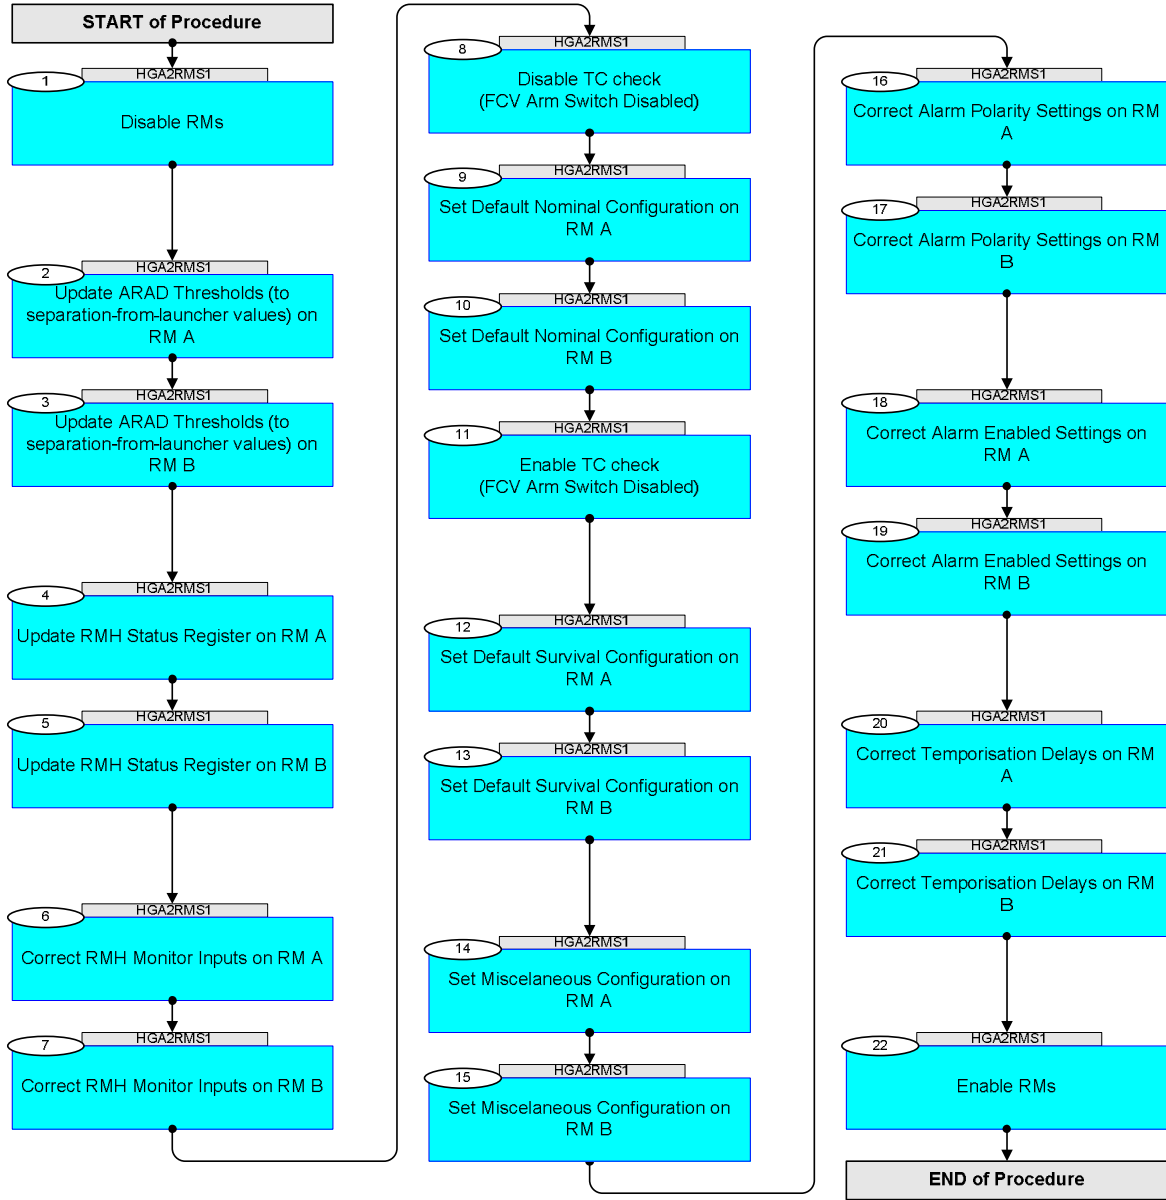 START of Procedure
HGA2RMS1
1
Disable RMs
HGA2RMS1
2
Update ARAD Thresholds (to
separation-from-launcher values) on
RM A
HGA2RMS1
3
Update ARAD Thresholds (to
separation-from-launcher values) on
RM B
HGA2RMS1
4
Update RMH Status Register on RM A
HGA2RMS1
5
Update RMH Status Register on RM B
HGA2RMS1
6
Correct RMH Monitor Inputs on RM A
HGA2RMS1
7
Correct RMH Monitor Inputs on RM B
HGA2RMS1
8
Disable TC check
(FCV Arm Switch Disabled)
HGA2RMS1
9
Set Default Nominal Configuration on
RM A
HGA2RMS1
10
Set Default Nominal Configuration on
RM B
HGA2RMS1
11
Enable TC check
(FCV Arm Switch Disabled)
HGA2RMS1
12
Set Default Survival Configuration on
RM A
HGA2RMS1
13
Set Default Survival Configuration on
RM B
HGA2RMS1
14
Set Miscelaneous Configuration on
RM A
HGA2RMS1
15
Set Miscelaneous Configuration on
RM B
HGA2RMS1
16
Correct Alarm Polarity Settings on RM
A
HGA2RMS1
17
Correct Alarm Polarity Settings on RM
B
HGA2RMS1
18
Correct Alarm Enabled Settings on
RM A
HGA2RMS1
19
Correct Alarm Enabled Settings on
RM B
HGA2RMS1
20
Correct Temporisation Delays on RM
A
HGA2RMS1
21
Correct Temporisation Delays on RM
B
HGA2RMS1
22
Enable RMs
END of Procedure